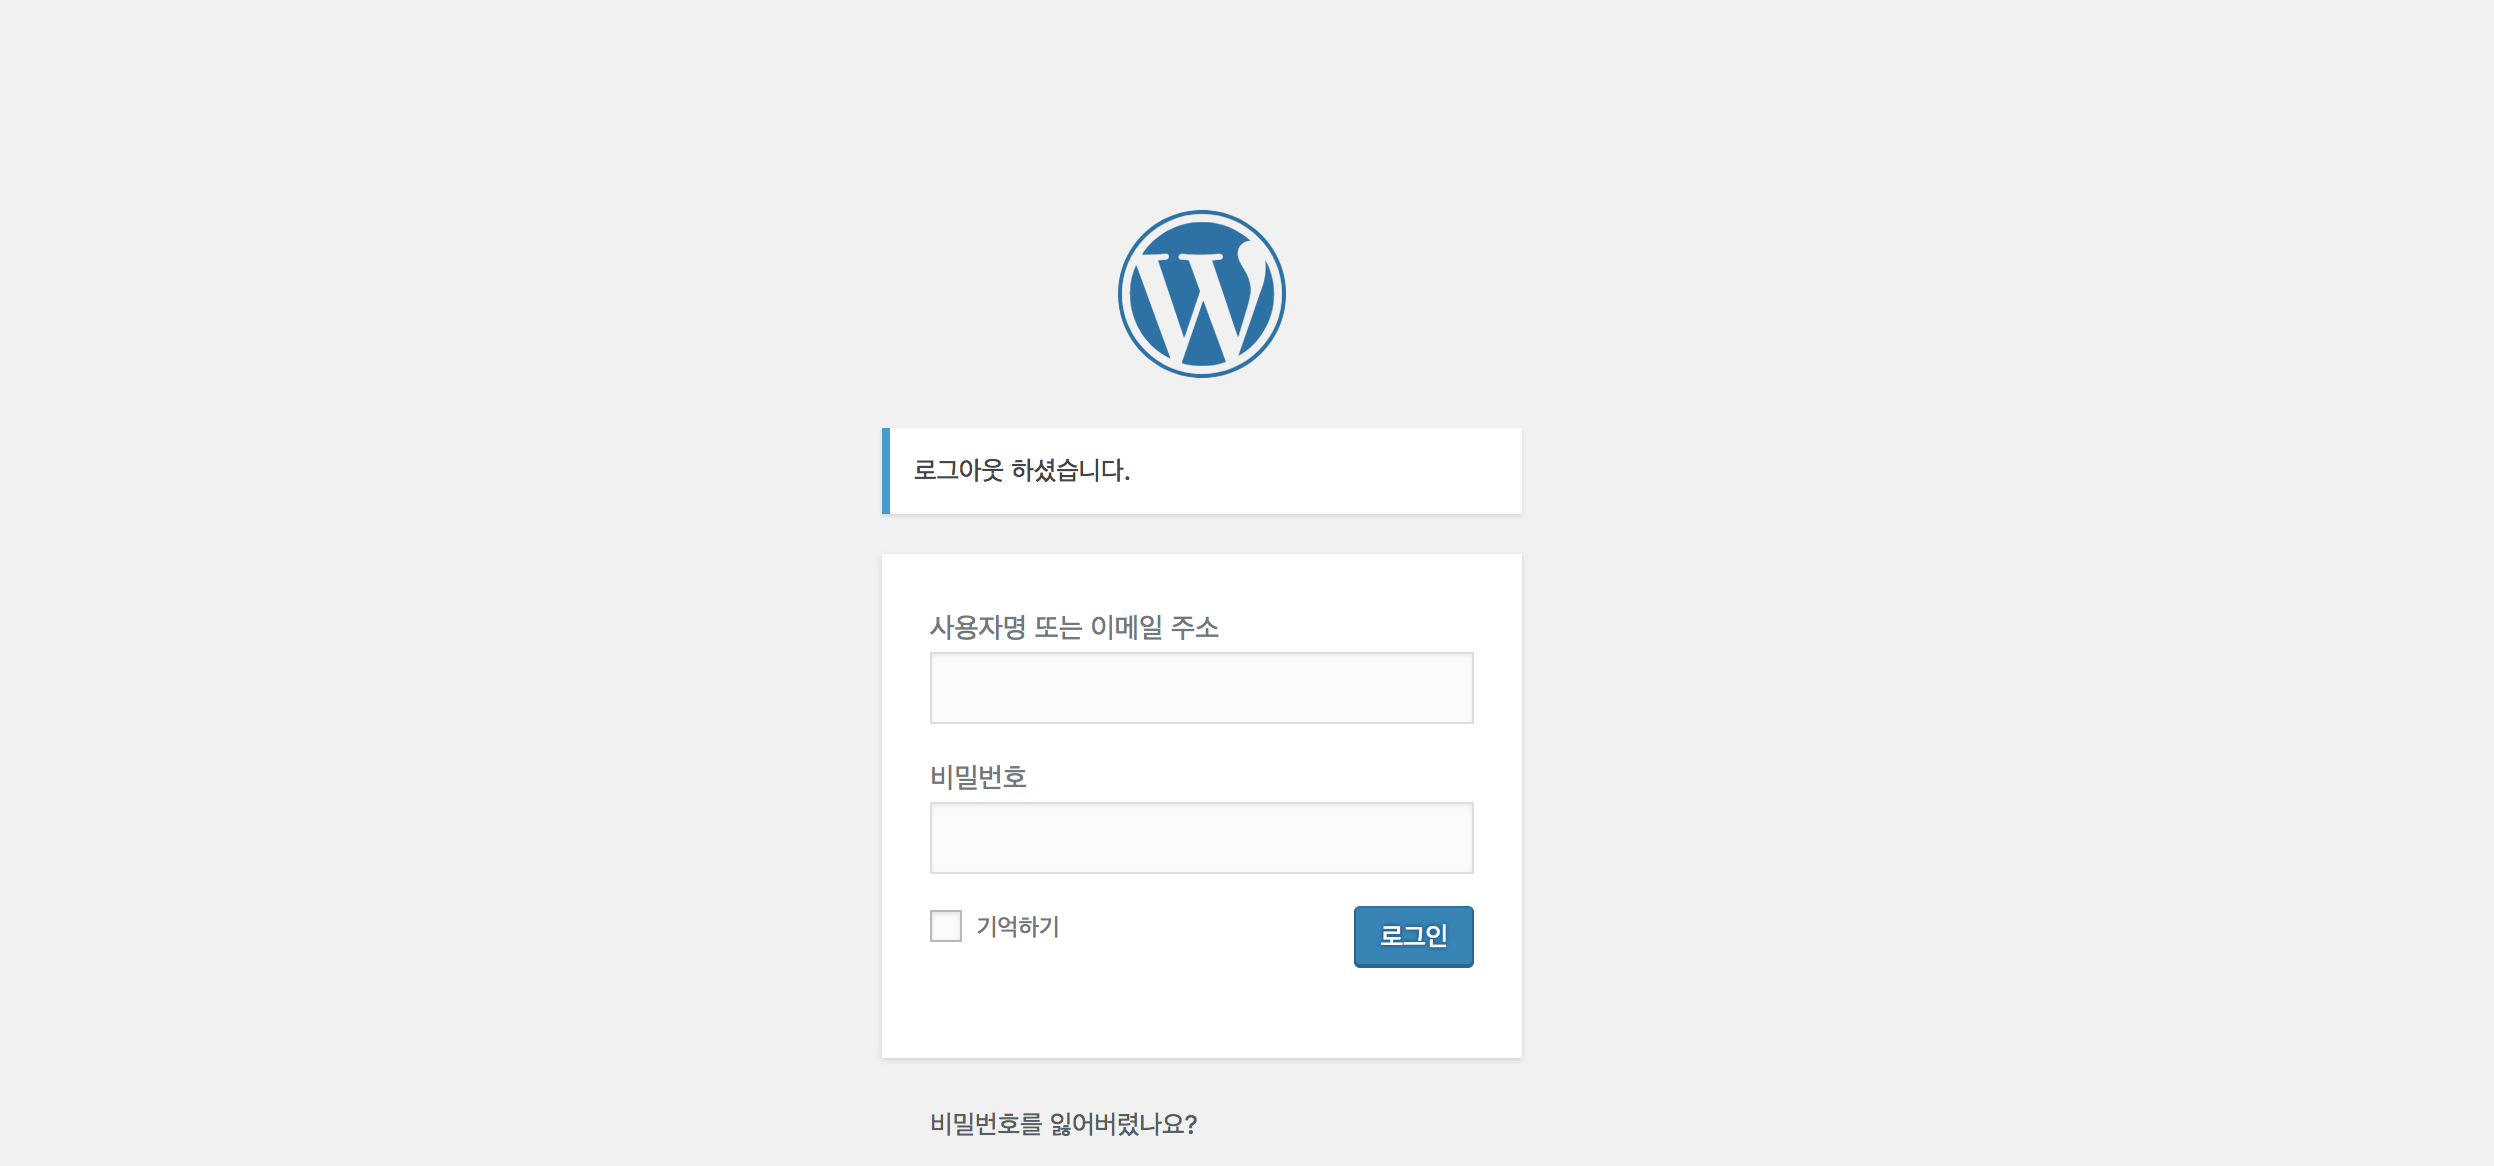 로그아웃 하셨습니다.
사용자명 또는 이메일 주소
비밀번호
기억하기
로그인
비밀번호를 잃어버렸나요?